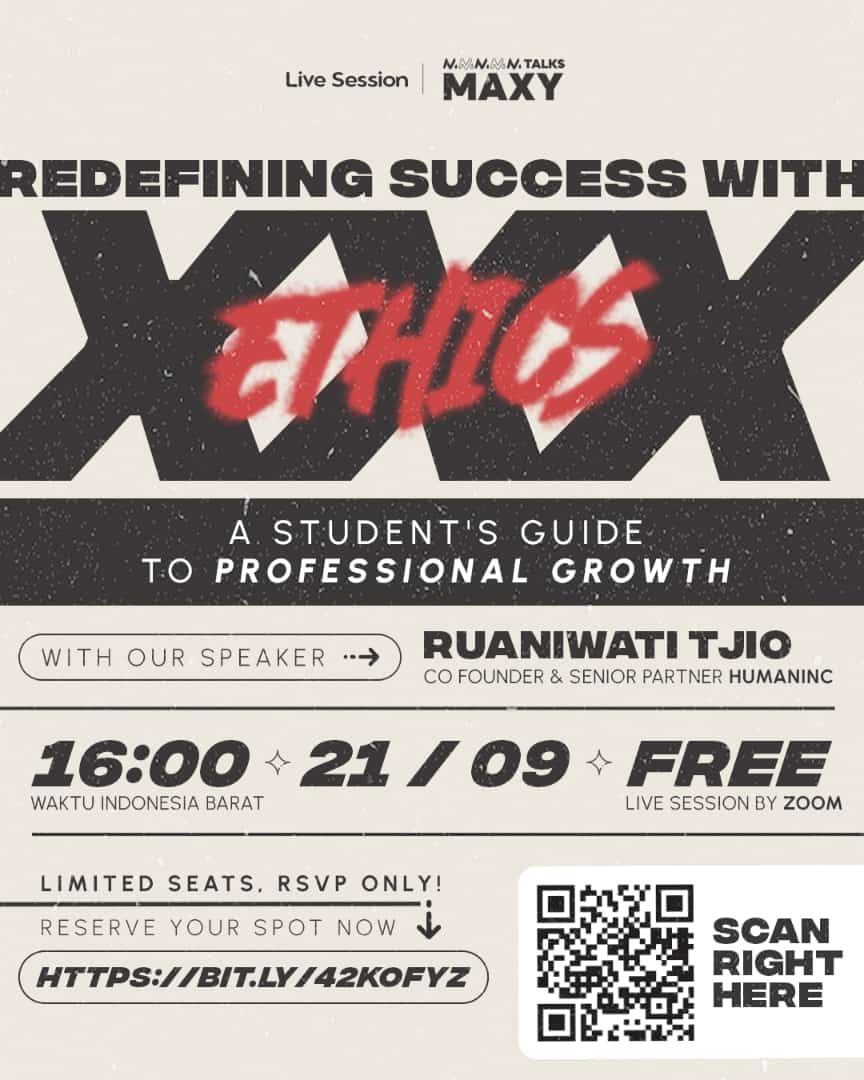 Live Session
M.M.M.M.M. TALKS
MAXY
REDEFINING SUCCESS WITH
XXX
ETHICS
A STUDENT'S GUIDE
TO PROFESSIONAL GROWTH
WITH OUR SPEAKER
RUANIWATI TJIO
CO FOUNDER & SENIOR PARTNER HUMANINC
16:00 21 / 09 FREE
WAKTU INDONESIA BARAT
LIVE SESSION BY ZOOM
LIMITED SEATS, RSVP ONLY!
RESERVE YOUR SPOT NOW
HTTPS://BIT.LY/42KOFYZ
SCAN
RIGHT
HERE